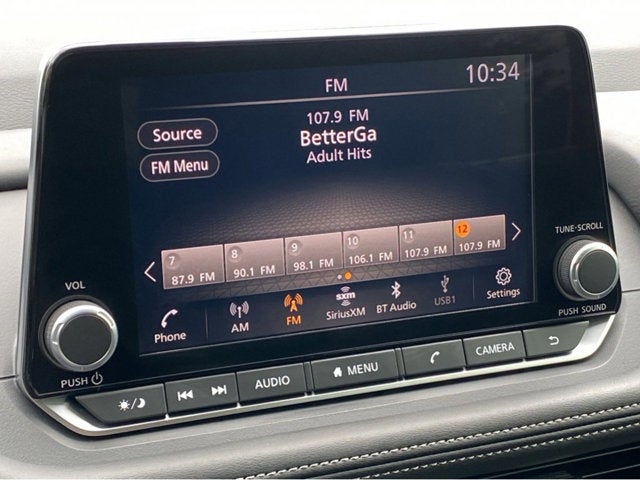 FM
10:34
107.9 FM
Source
BetterGa
FM Menu
Adult Hits
7
8
9
10
11
12
87.9 FM
90.1 FM
98.1 FM
106.1 FM
107.9 FM
107.9 FM
Phone
AM
FM
sxm
SiriusXM
BT Audio
USB1
Settings
VOL
PUSH
TUNE·SCROLL
PUSH SOUND
AUDIO
MENU
CAMERA